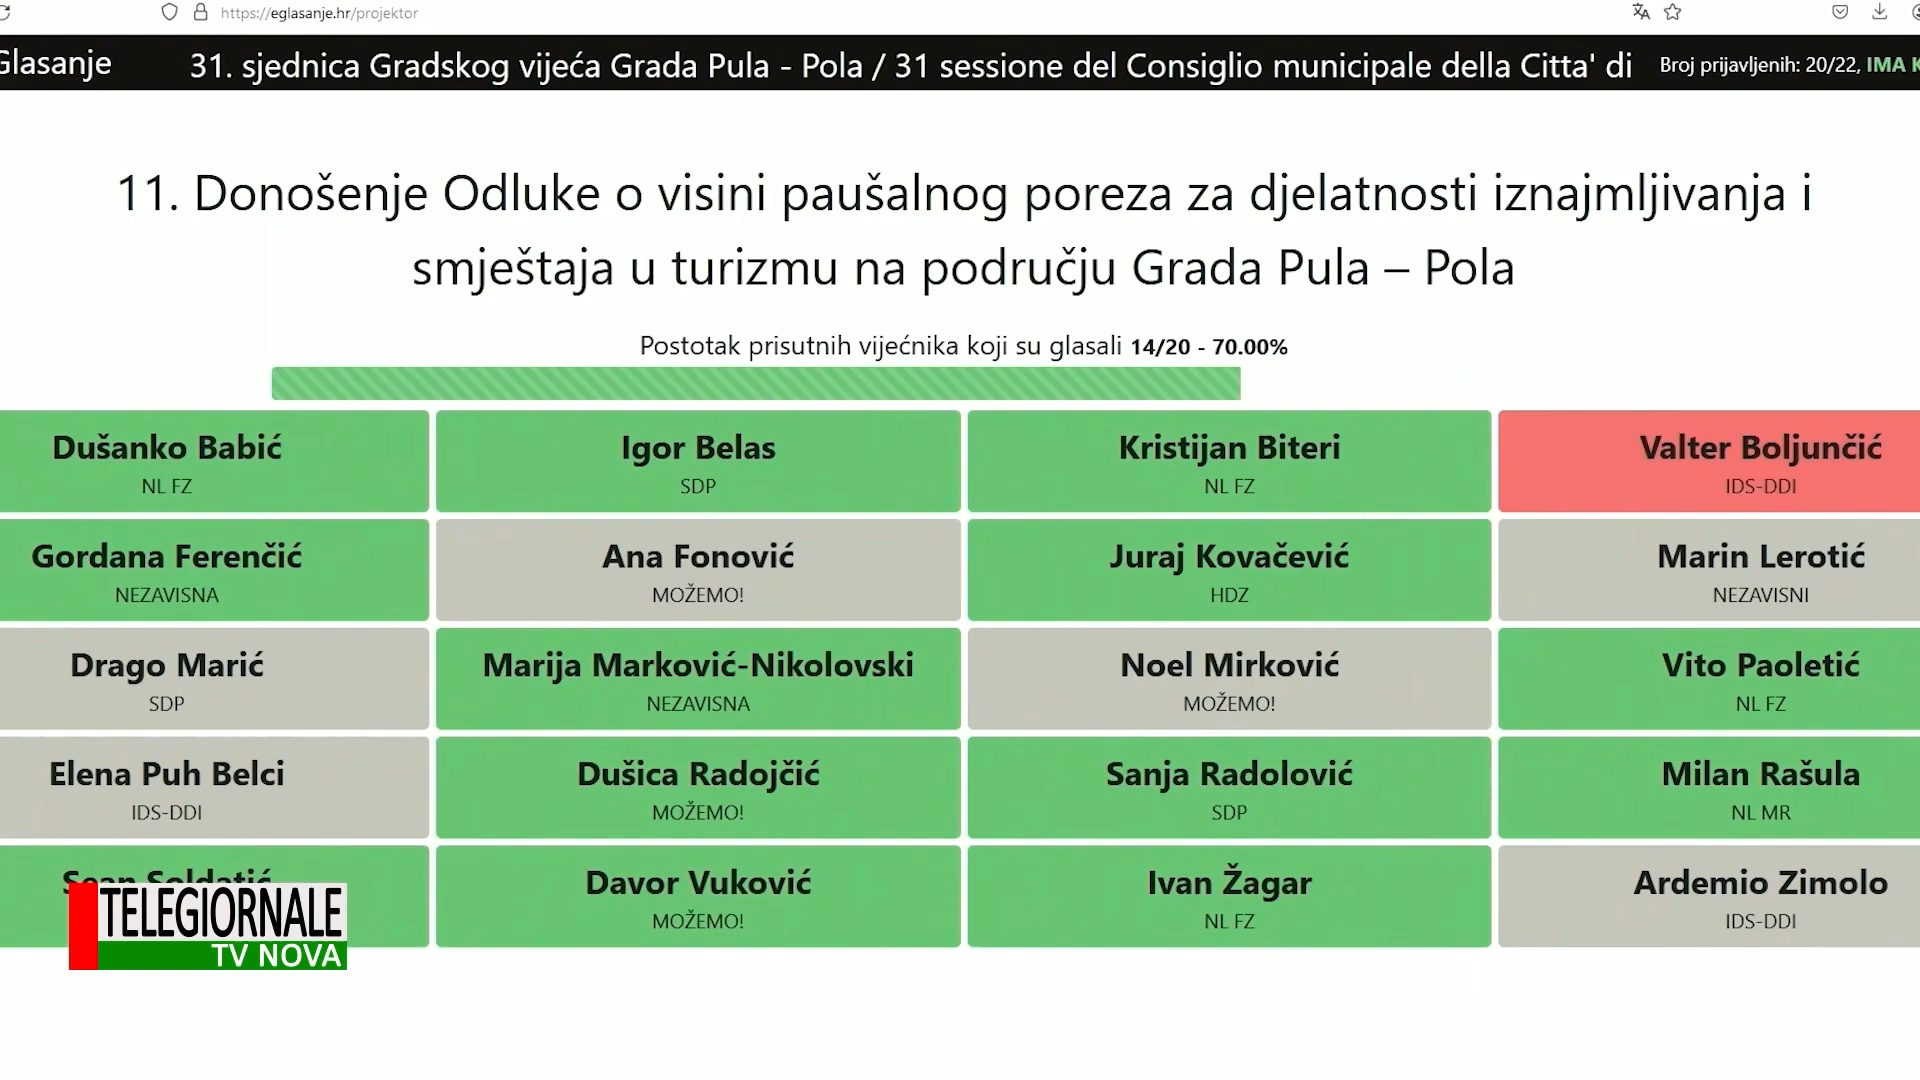 https://eglasanje.hr/projektor
Glasanje
31. sjednica Gradskog vijeća Grada Pula - Pola / 31 sessione del Consiglio municipale della Citta' di
Broj prijavljenih: 20/22, IMA K
11. Donošenje Odluke o visini paušalnog poreza za djelatnosti iznajmljivanja i
smještaja u turizmu na području Grada Pula – Pola
Postotak prisutnih vijećnika koji su glasali 14/20 - 70.00%
Dušanko Babić
NL FZ
Igor Belas
SDP
Kristijan Biteri
NL FZ
Valter Boljunčić
IDS-DDI
Gordana Ferenčić
NEZAVISNA
Ana Fonović
MOŽEMO!
Juraj Kovačević
HDZ
Marin Lerotić
NEZAVISNI
Drago Marić
SDP
Marija Marković-Nikolovski
NEZAVISNA
Noel Mirković
MOŽEMO!
Vito Paoletić
NL FZ
Elena Puh Belci
IDS-DDI
Dušica Radojčić
MOŽEMO!
Sanja Radolović
SDP
Milan Rašula
NL MR
Sean Soldatić
Davor Vuković
MOŽEMO!
Ivan Žagar
NL FZ
Ardemio Zimolo
IDS-DDI
TELEGIORNALE
TV NOVA